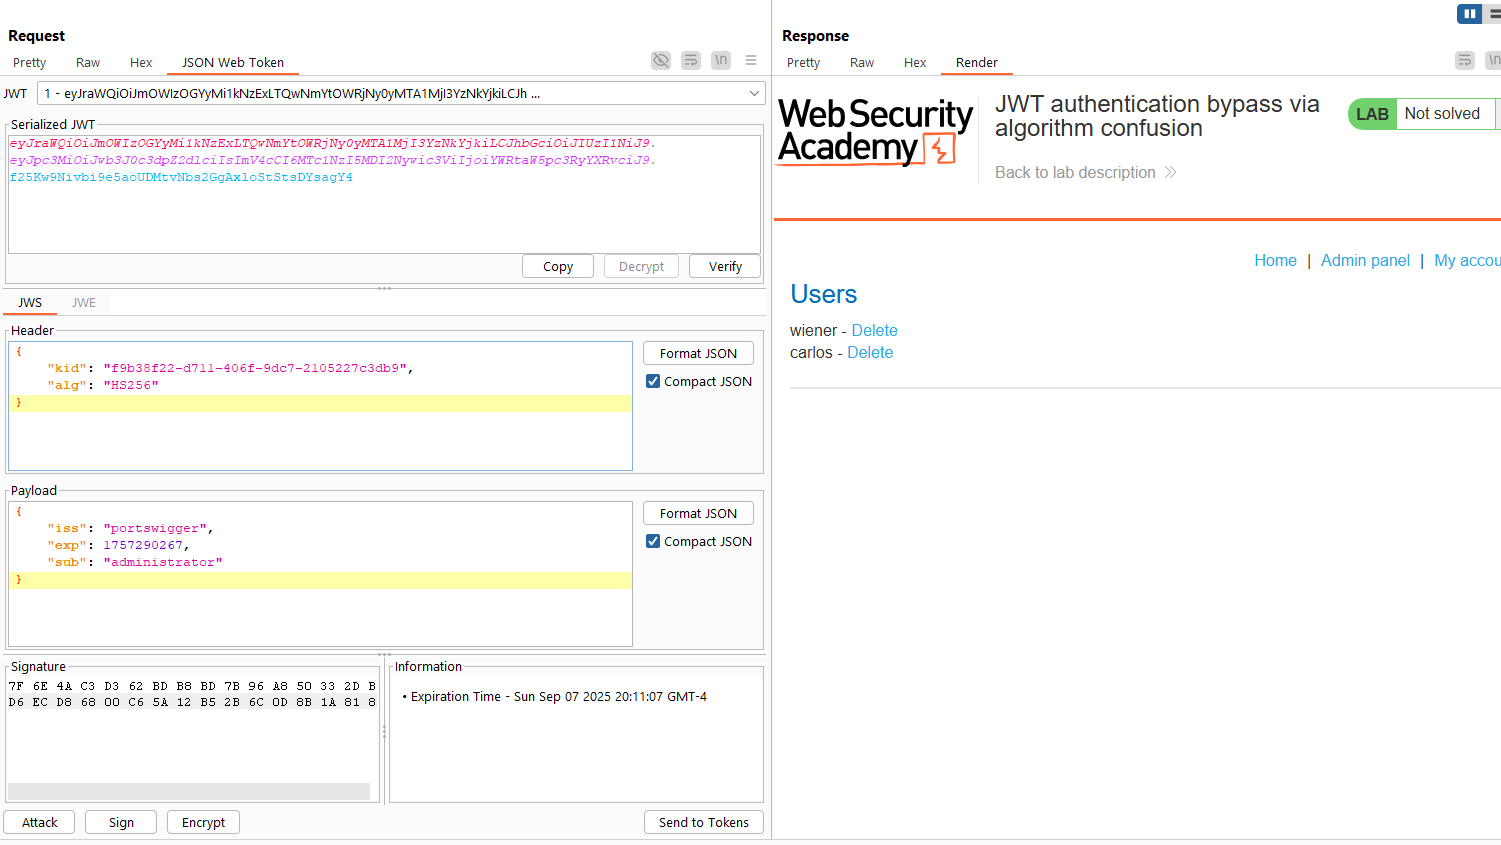 Request
Pretty Raw Hex JSON Web Token
\n
JWT 1 - eyJraWQiOiJmOWIzOGYyMi1kNzExLTQwNmYtOWRjNy0yMTA1MjI3YzNkYjkiLCJh ...
Serialized JWT
eyJraWQiOiJmOWIzOGYyMi1kNzExLTQwNmYtOWRjNy0yMTA1MjI3YzNkYjkiLCJhbGciOiJIUzI1NiJ9.
eyJpc3MiOiJwb3J0c3dpZ2dlciIsImV4cCI6MTc1NzI5MDI2Nywic3ViIjoiYWRtaW5pc3RyYXRvciJ9.
f25Kw9Nivbi9e5aoUDMtvNbs2GgAxloStStsDYsagY4
Copy Decrypt Verify
JWS JWE
Header
{
"kid": "f9b38f22-d711-406f-9dc7-2105227c3db9",
"alg": "HS256"
}
Format JSON
Compact JSON
Payload
{
"iss": "portswigger",
"exp": 1757290267,
"sub": "administrator"
}
Format JSON
Compact JSON
Signature
7F 6E 4A C3 D3 62 BD B8 BD 7B 96 A8 50 33 2D B
D6 EC D8 68 00 C6 5A 12 B5 2B 6C 0D 8B 1A 81 8
Information
• Expiration Time - Sun Sep 07 2025 20:11:07 GMT-4
Attack Sign Encrypt Send to Tokens
Response
Pretty Raw Hex Render
\n
Web Security
Academy
JWT authentication bypass via
algorithm confusion
Back to lab description
LAB Not solved
Home | Admin panel | My accou
Users
wiener - Delete
carlos - Delete